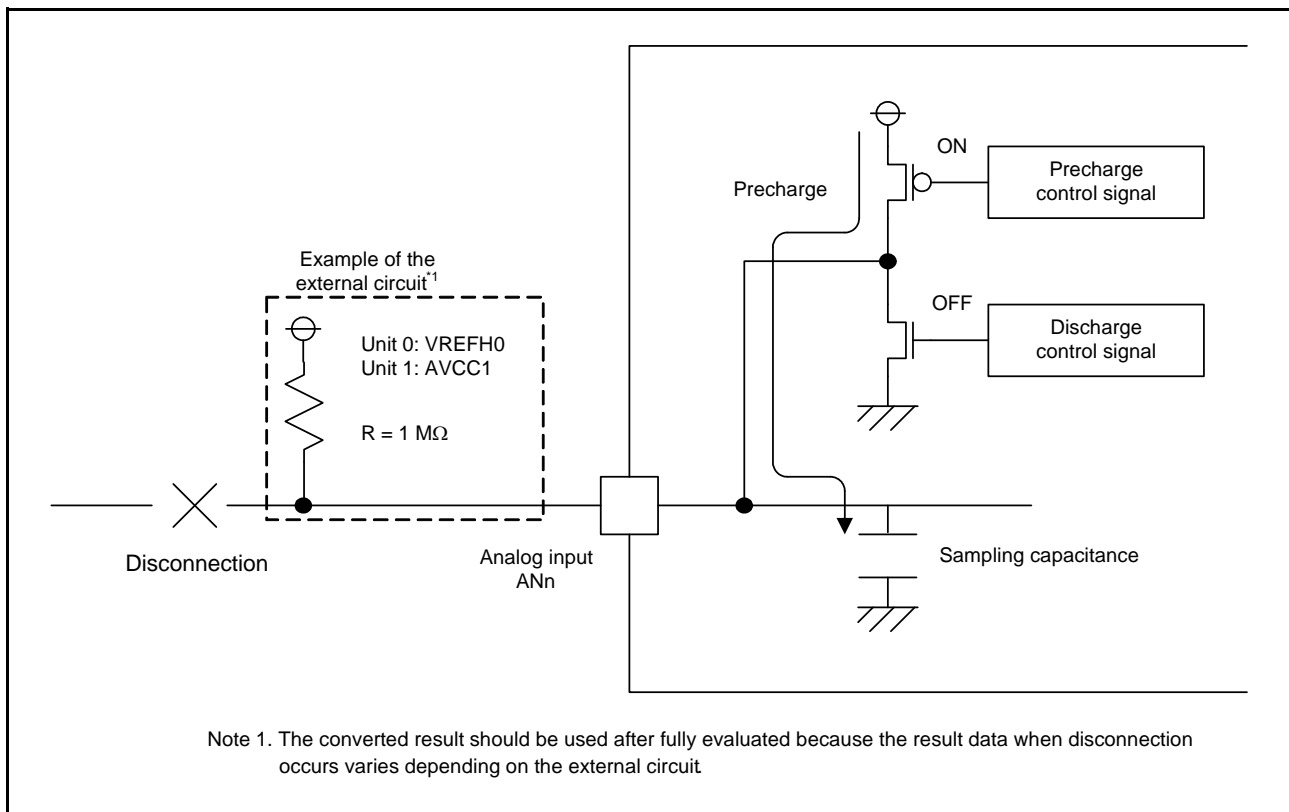 ON
Precharge
control signal
Precharge
Example of the
external circuit*1
OFF
Discharge
control signal
Unit 0: VREFH0
Unit 1: AVCC1
R = 1 MΩ
Disconnection
Analog input
ANn
Sampling capacitance
Note 1. The converted result should be used after fully evaluated because the result data when disconnection
occurs varies depending on the external circuit.